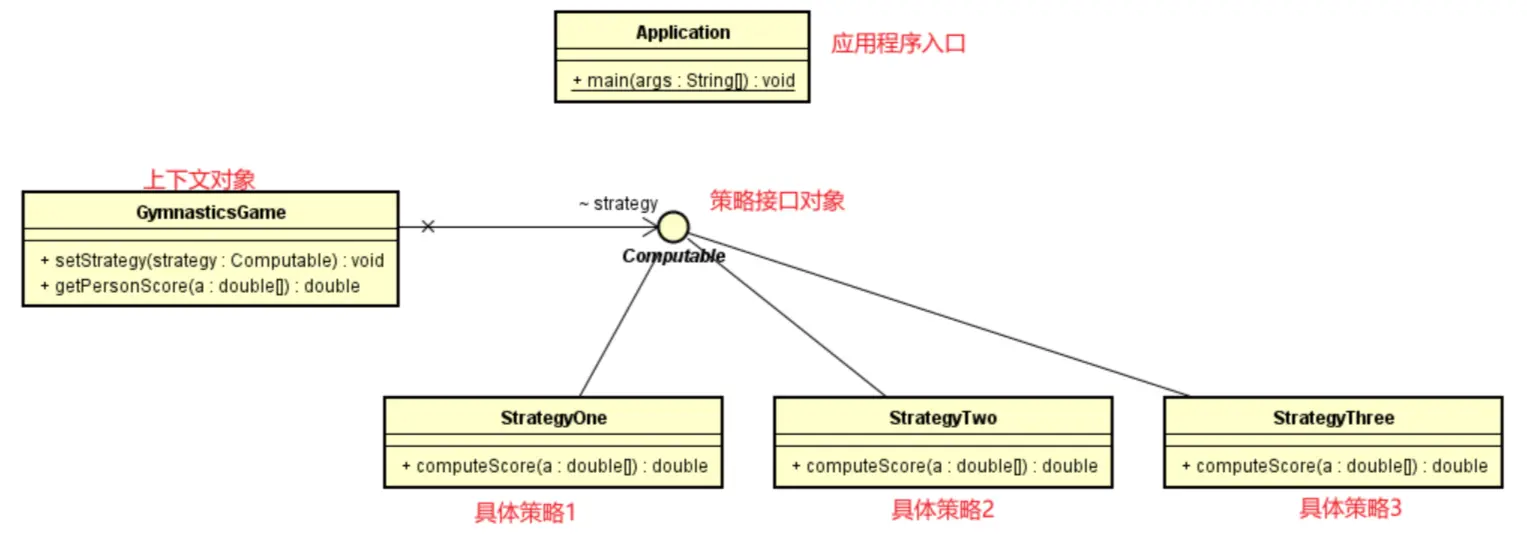 Application
应用程序入口
+ main(args : String[]) : void
上下文对象
GymnasticsGame
+ setStrategy(strategy : Computable) : void
+ getPersonScore(a : double[]) : double
~ strategy
策略接口对象
Computable
StrategyOne
+ computeScore(a : double[]) : double
具体策略1
StrategyTwo
+ computeScore(a : double[]) : double
具体策略2
StrategyThree
+ computeScore(a : double[]) : double
具体策略3